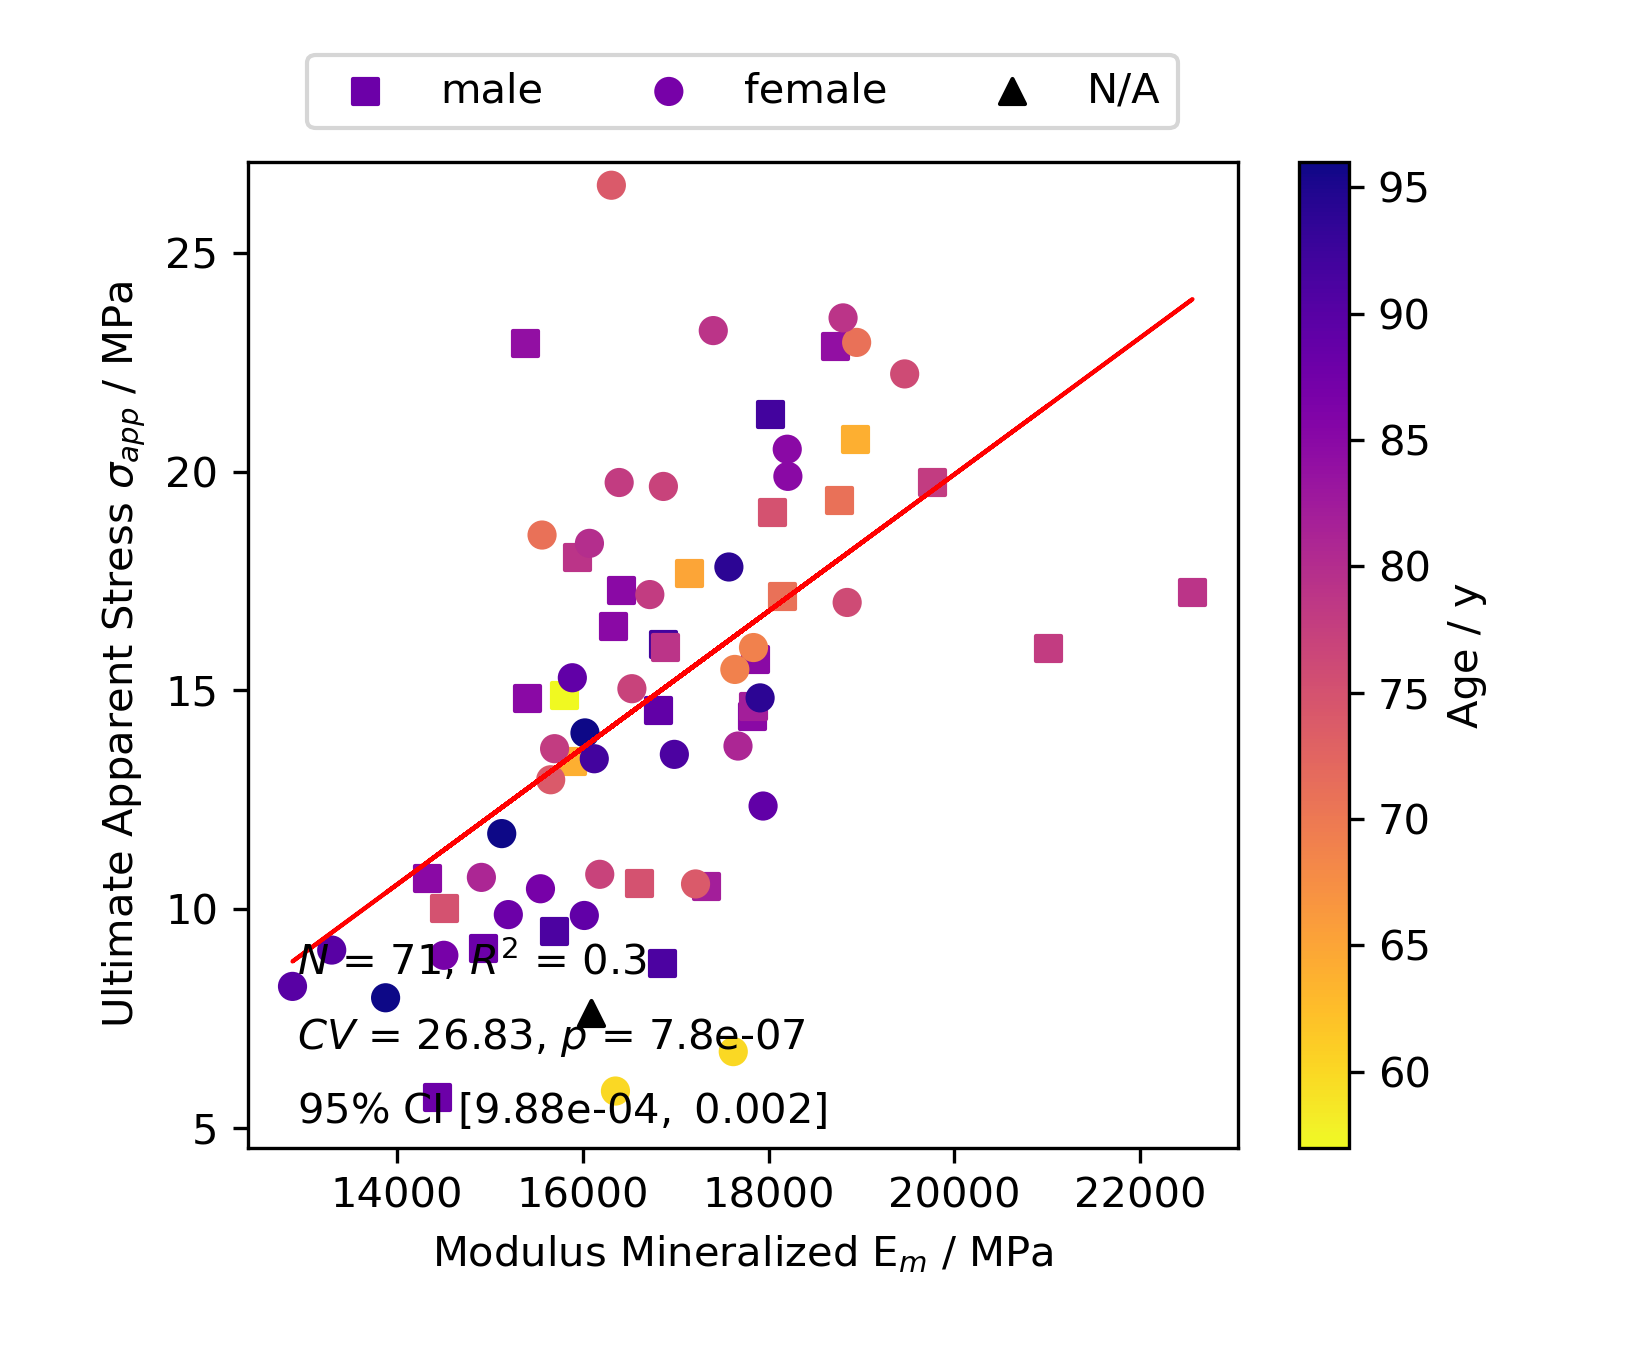 male female N/A
Ultimate Apparent Stress σ_app / MPa
25
20
15
10
5
N = 71, R² = 0.3
CV = 26.83, p = 7.8e-07
95% CI [9.88e-04, 0.002]
14000 16000 18000 20000 22000
Modulus Mineralized E_m / MPa
95
90
85
80
75
70
65
60
Age / y